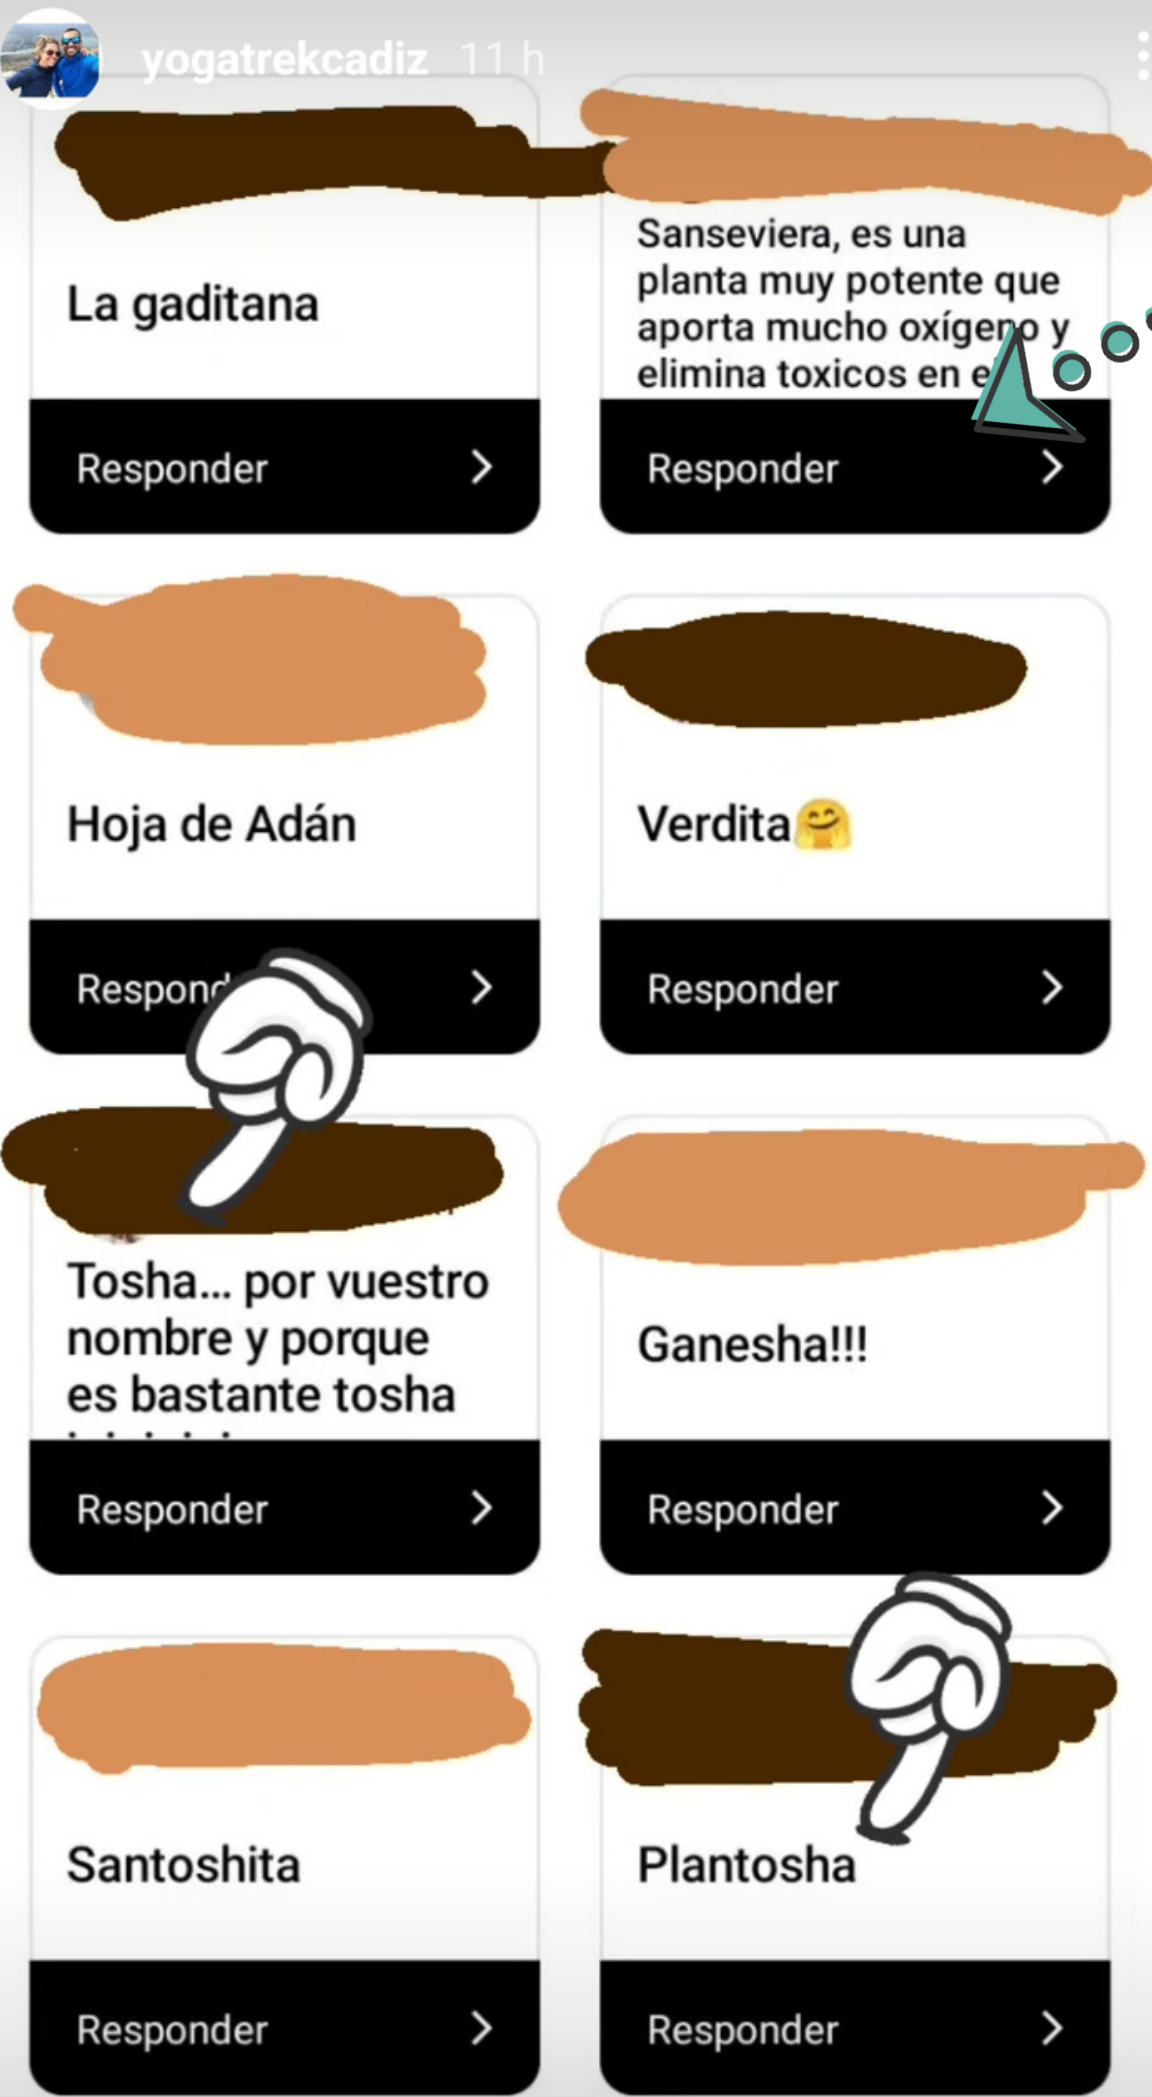 yogatrekcadiz 11 h
La gaditana
Responder
Sanseviera, es una
planta muy potente que
aporta mucho oxígeno y
elimina toxicos en
Responder
Hoja de Adán
Respond
Verdita🤗
Responder
Tosha... por vuestro
nombre y porque
es bastante tosha
Responder
Ganesha!!!
Responder
Santoshita
Responder
Plantosha
Responder